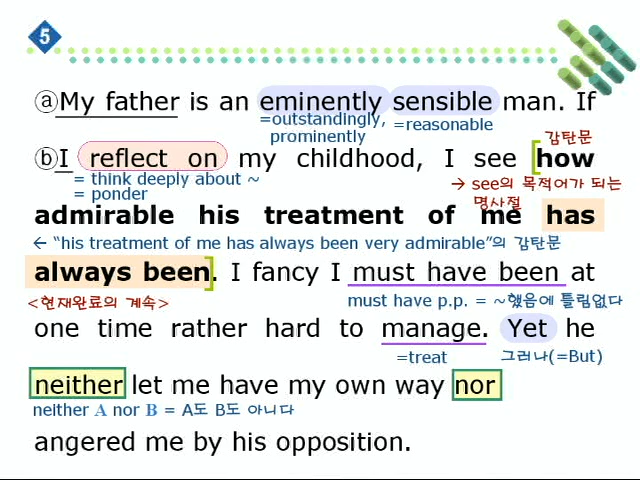 5
ⓐMy father is an eminently sensible man. If
=outstandingly, =reasonable
prominently
감탄문
ⓑI reflect on my childhood, I see [how
= think deeply about ~ → see의 목적어가 되는
= ponder 명사절
admirable his treatment of me has
← “his treatment of me has always been very admirable”의 감탄문
always been]. I fancy I must have been at
<현재완료의 계속> must have p.p. = ~했음에 틀림없다
one time rather hard to manage. Yet he
=treat 그러나(=But)
neither let me have my own way nor
neither A nor B = A도 B도 아니다
angered me by his opposition.